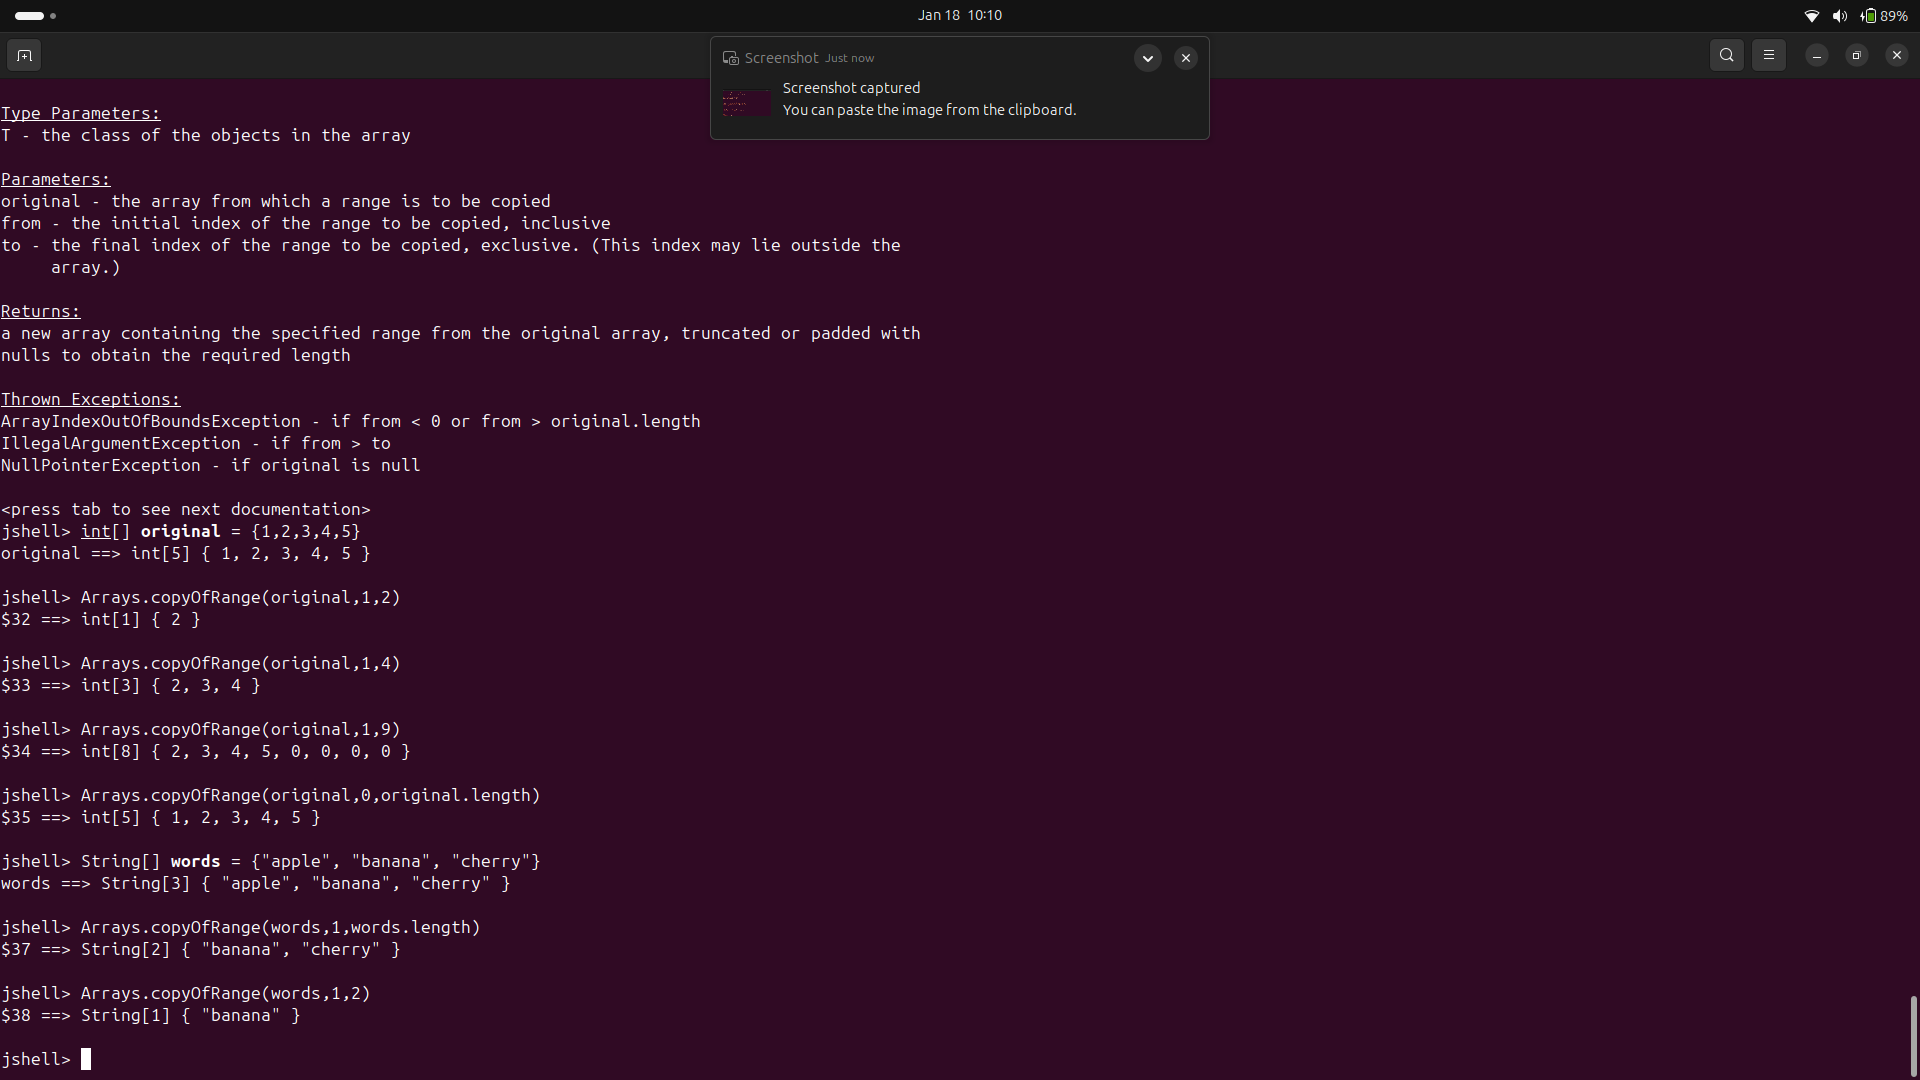 Jan 18 10:10
89%
Screenshot Just now
Screenshot captured
You can paste the image from the clipboard.
Type Parameters:
T - the class of the objects in the array
Parameters:
original - the array from which a range is to be copied
from - the initial index of the range to be copied, inclusive
to - the final index of the range to be copied, exclusive. (This index may lie outside the
array.)
Returns:
a new array containing the specified range from the original array, truncated or padded with
nulls to obtain the required length
Thrown Exceptions:
ArrayIndexOutOfBoundsException - if from < 0 or from > original.length
IllegalArgumentException - if from > to
NullPointerException - if original is null
<press tab to see next documentation>
jshell> int[] original = {1,2,3,4,5}
original ==> int[5] { 1, 2, 3, 4, 5 }
jshell> Arrays.copyOfRange(original,1,2)
$32 ==> int[1] { 2 }
jshell> Arrays.copyOfRange(original,1,4)
$33 ==> int[3] { 2, 3, 4 }
jshell> Arrays.copyOfRange(original,1,9)
$34 ==> int[8] { 2, 3, 4, 5, 0, 0, 0, 0 }
jshell> Arrays.copyOfRange(original,0,original.length)
$35 ==> int[5] { 1, 2, 3, 4, 5 }
jshell> String[] words = {"apple", "banana", "cherry"}
words ==> String[3] { "apple", "banana", "cherry" }
jshell> Arrays.copyOfRange(words,1,words.length)
$37 ==> String[2] { "banana", "cherry" }
jshell> Arrays.copyOfRange(words,1,2)
$38 ==> String[1] { "banana" }
jshell>